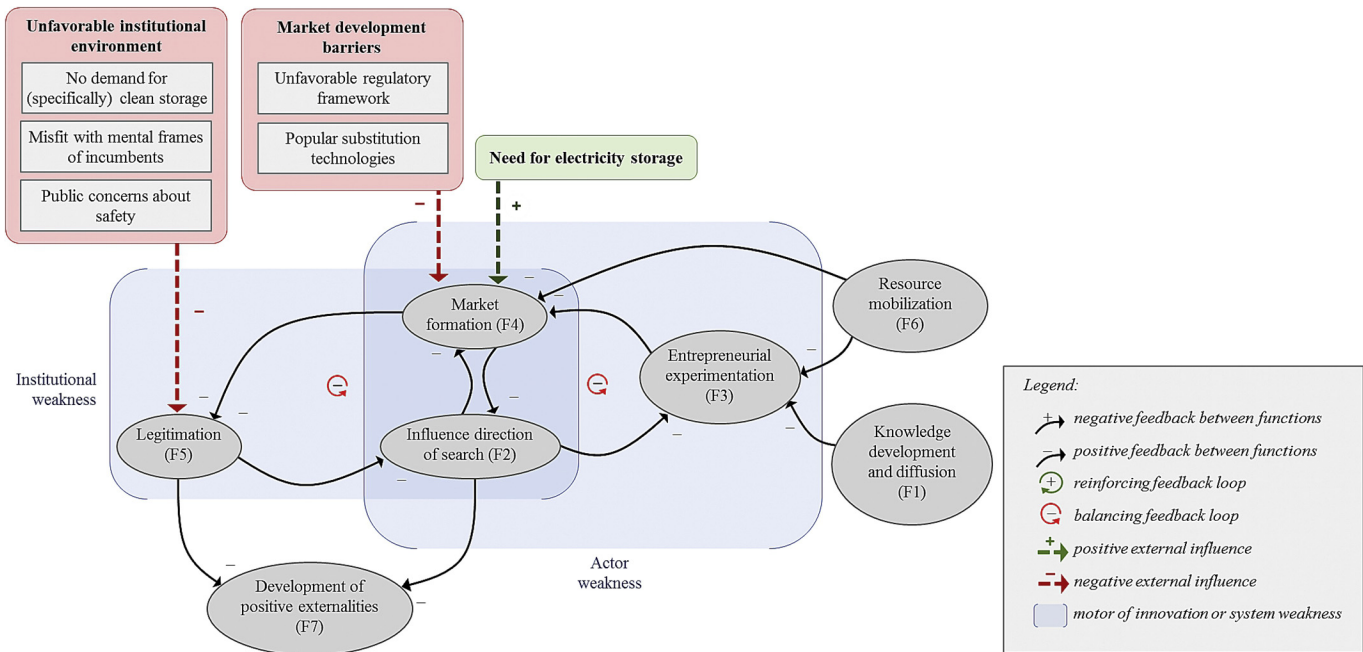 Unfavorable institutional
environment
No demand for
(specifically) clean storage
Misfit with mental frames
of incumbents
Public concerns about
safety
Market development
barriers
Unfavorable regulatory
framework
Popular substitution
technologies
Need for electricity storage
−
+
−
Institutional
weakness
Actor
weakness
Market
formation (F4)
−
−
−
−
Resource
mobilization
(F6)
−
Entrepreneurial
experimentation
(F3)
−
−
Knowledge
development
and diffusion
(F1)
−
−
Legitimation
(F5)
−
−
Influence direction
of search (F2)
−
−
Development of
positive externalities
(F7)
−
−
Legend:
+
negative feedback between functions
−
positive feedback between functions
+
reinforcing feedback loop
−
balancing feedback loop
+
positive external influence
−
negative external influence
motor of innovation or system weakness